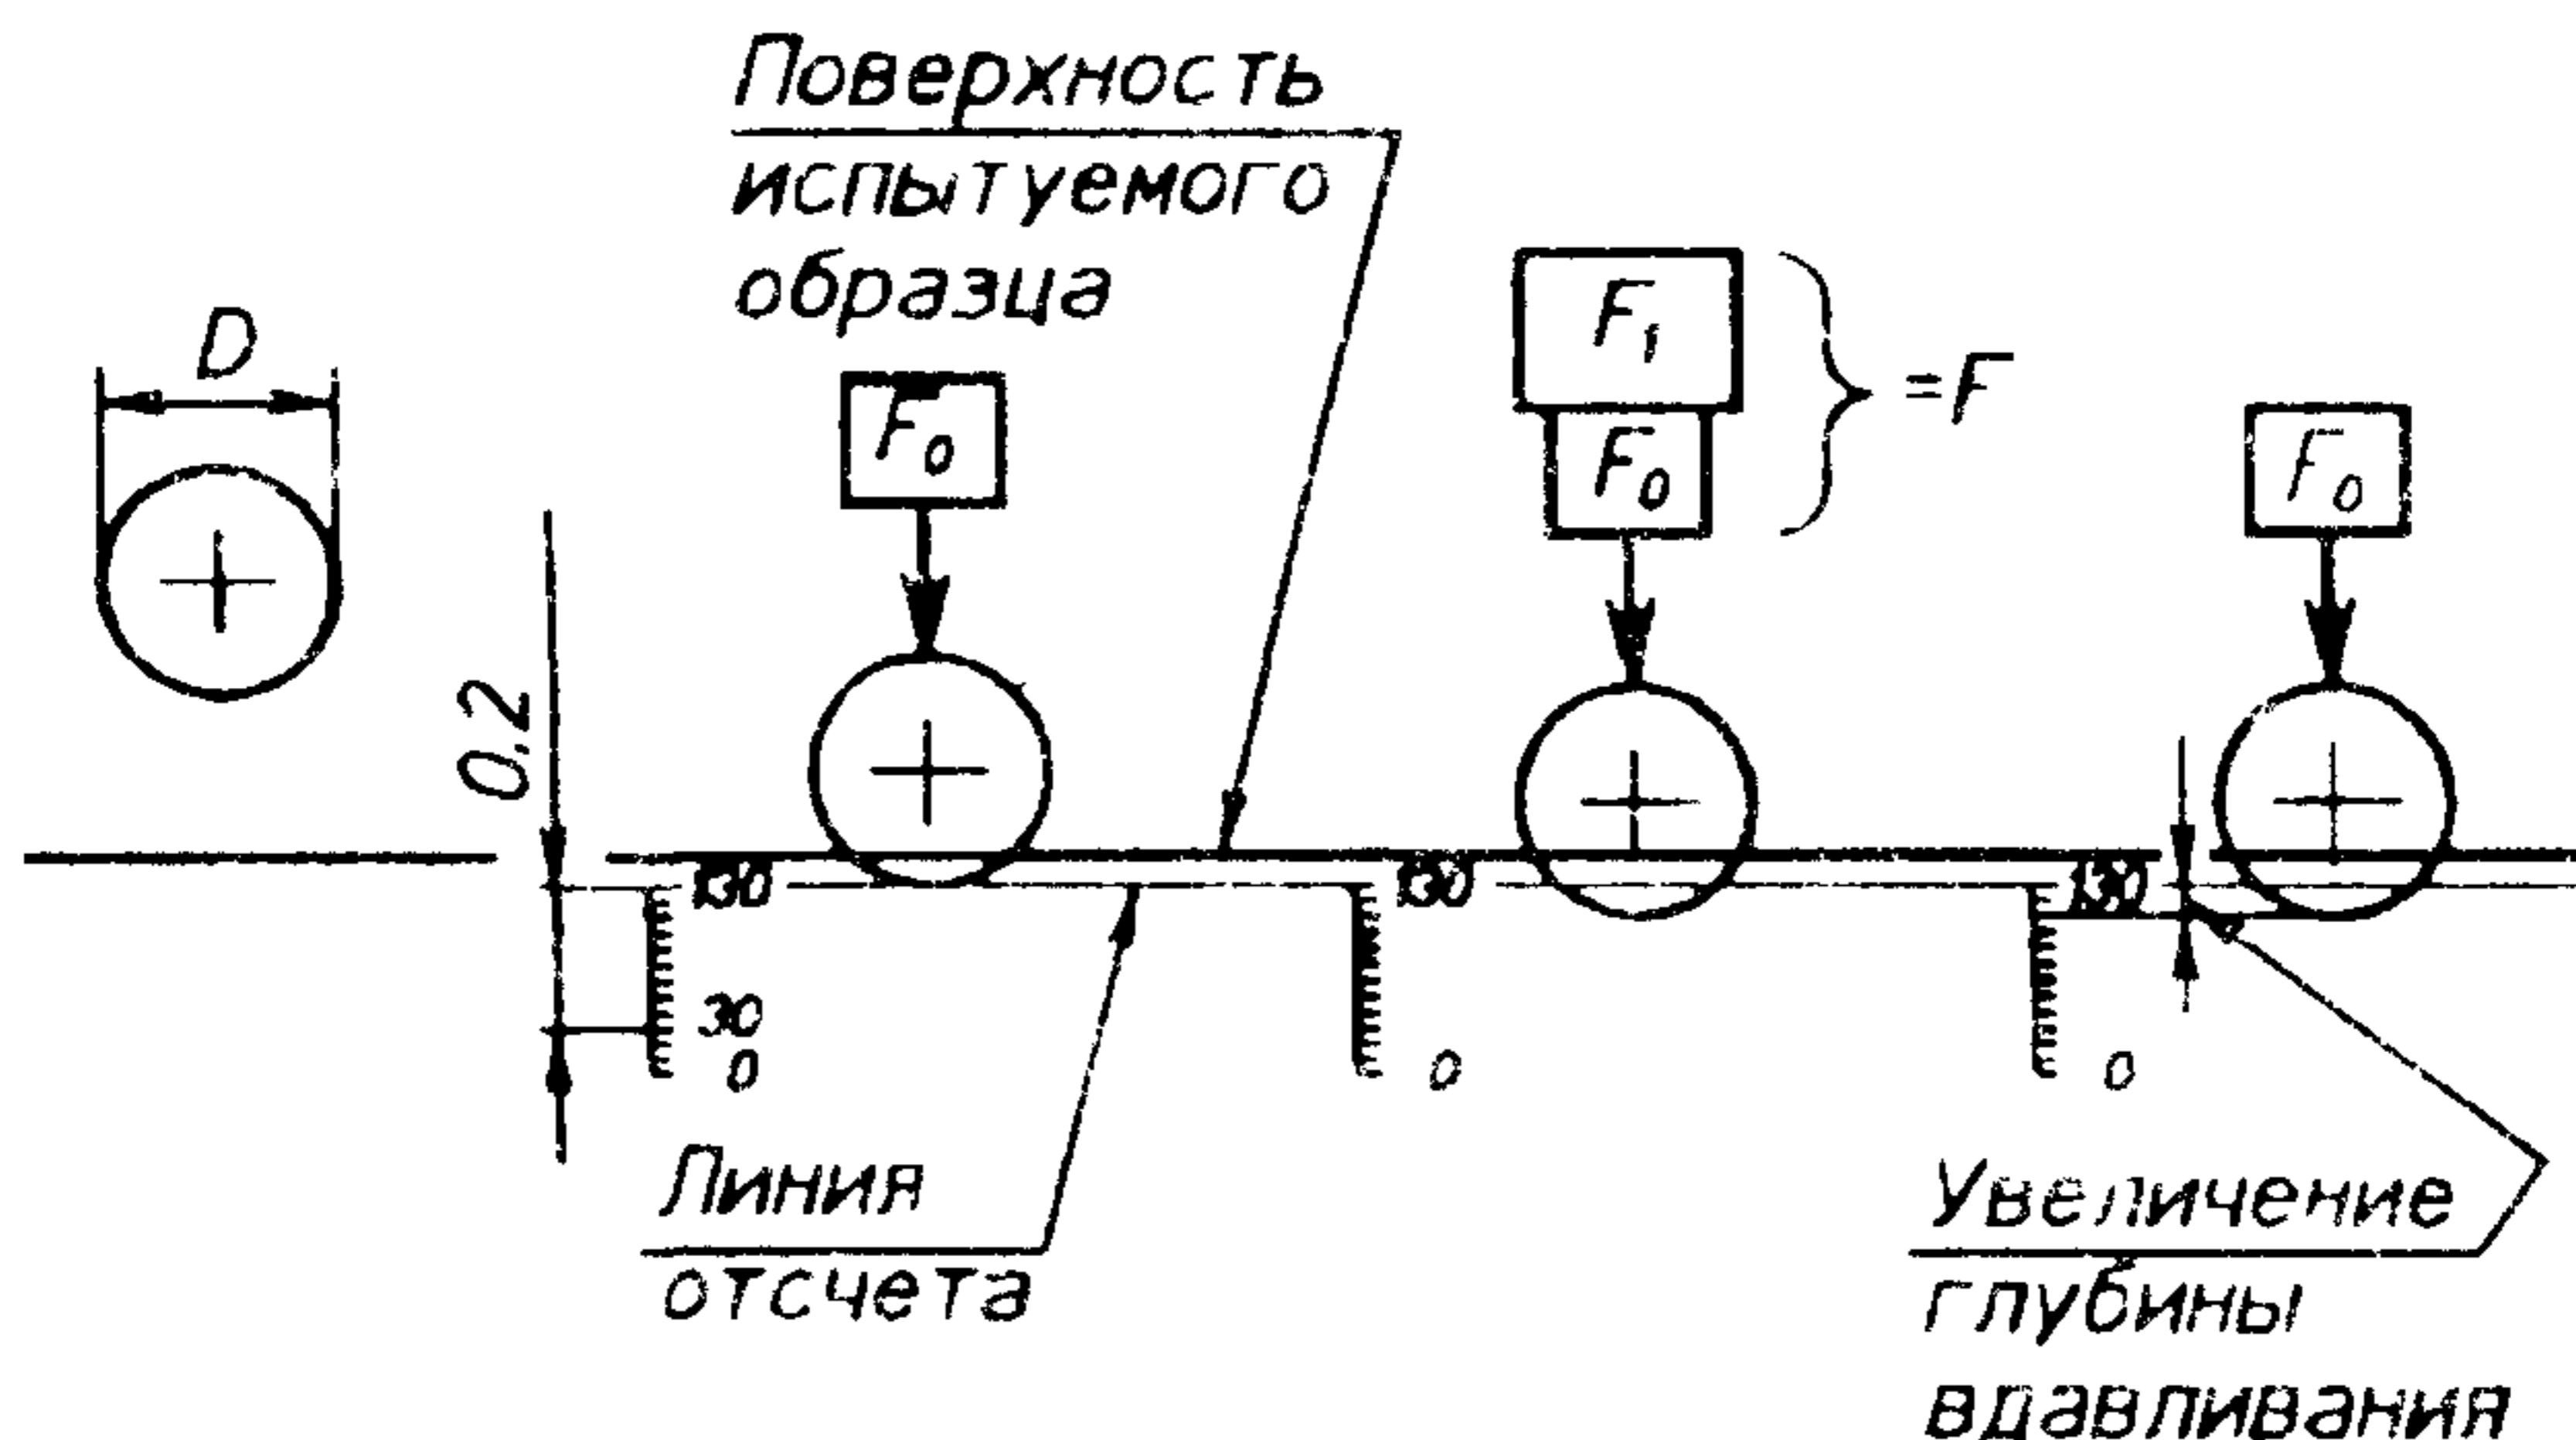 Поверхность
испытуемого
образца
D
F₀
F₁
F₀
=F
F₀
0,2
130
130
130
30
0
0
0
Линия
отсчета
Увеличение
глубины
вдавливания